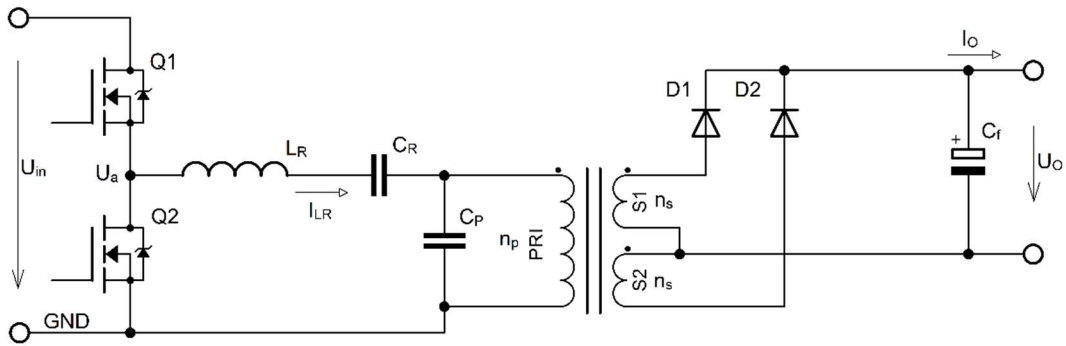 Q1
Uin
Ua
Q2
GND
LR
ILR
CR
CP
np
PRI
S1
ns
S2
ns
D1
D2
IO
+
Cf
UO